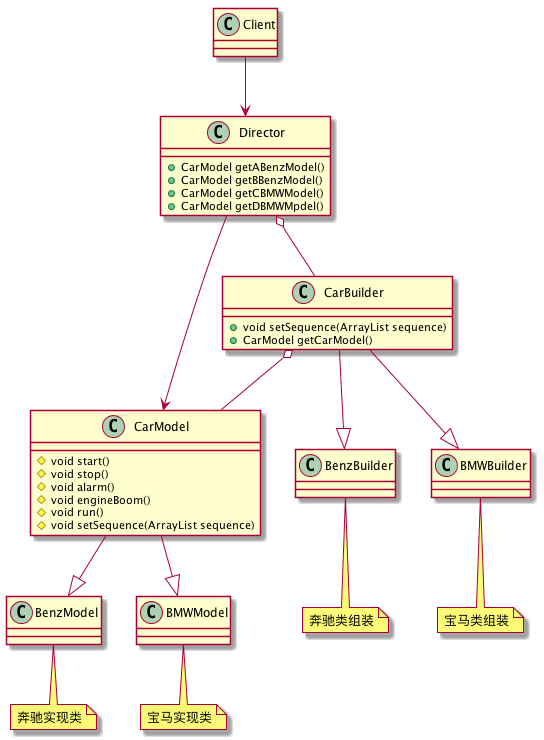 C Client
C Director
CarModel getABenzModel()
CarModel getBBenzModel()
CarModel getCBMWModel()
CarModel getDBMWMpdel()
C CarBuilder
void setSequence(ArrayList sequence)
CarModel getCarModel()
C CarModel
void start()
void stop()
void alarm()
void engineBoom()
void run()
void setSequence(ArrayList sequence)
C BenzBuilder
C BMWBuilder
C BenzModel
C BMWModel
奔驰类组装
宝马类组装
奔驰实现类
宝马实现类